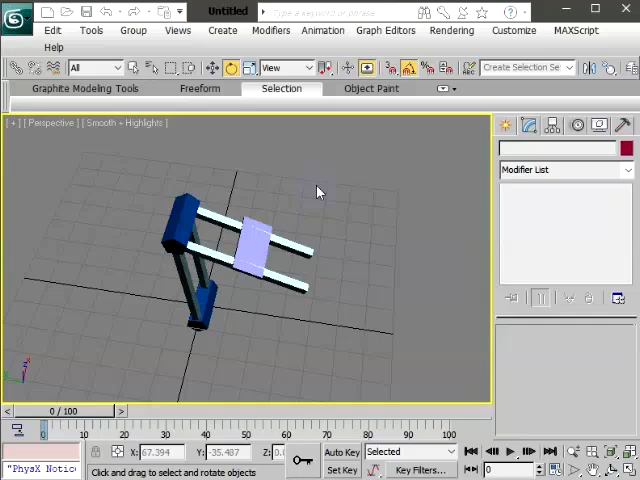 Untitled
Type a keyword or phrase
Edit Tools Group Views Create Modifiers Animation Graph Editors Rendering Customize MAXScript
Help
All View Create Selection Se
Graphite Modeling Tools Freeform Selection Object Paint
[ + ] [ Perspective ] [ Smooth + Highlights ]
Modifier List
0 / 100
0 10 20 30 40 50 60 70 80 90 100
X: 67.394 Y: -35.487 Z: 0.0 Auto Key Selected
"PhysX Notice Click and drag to select and rotate objects Set Key Key Filters... 0